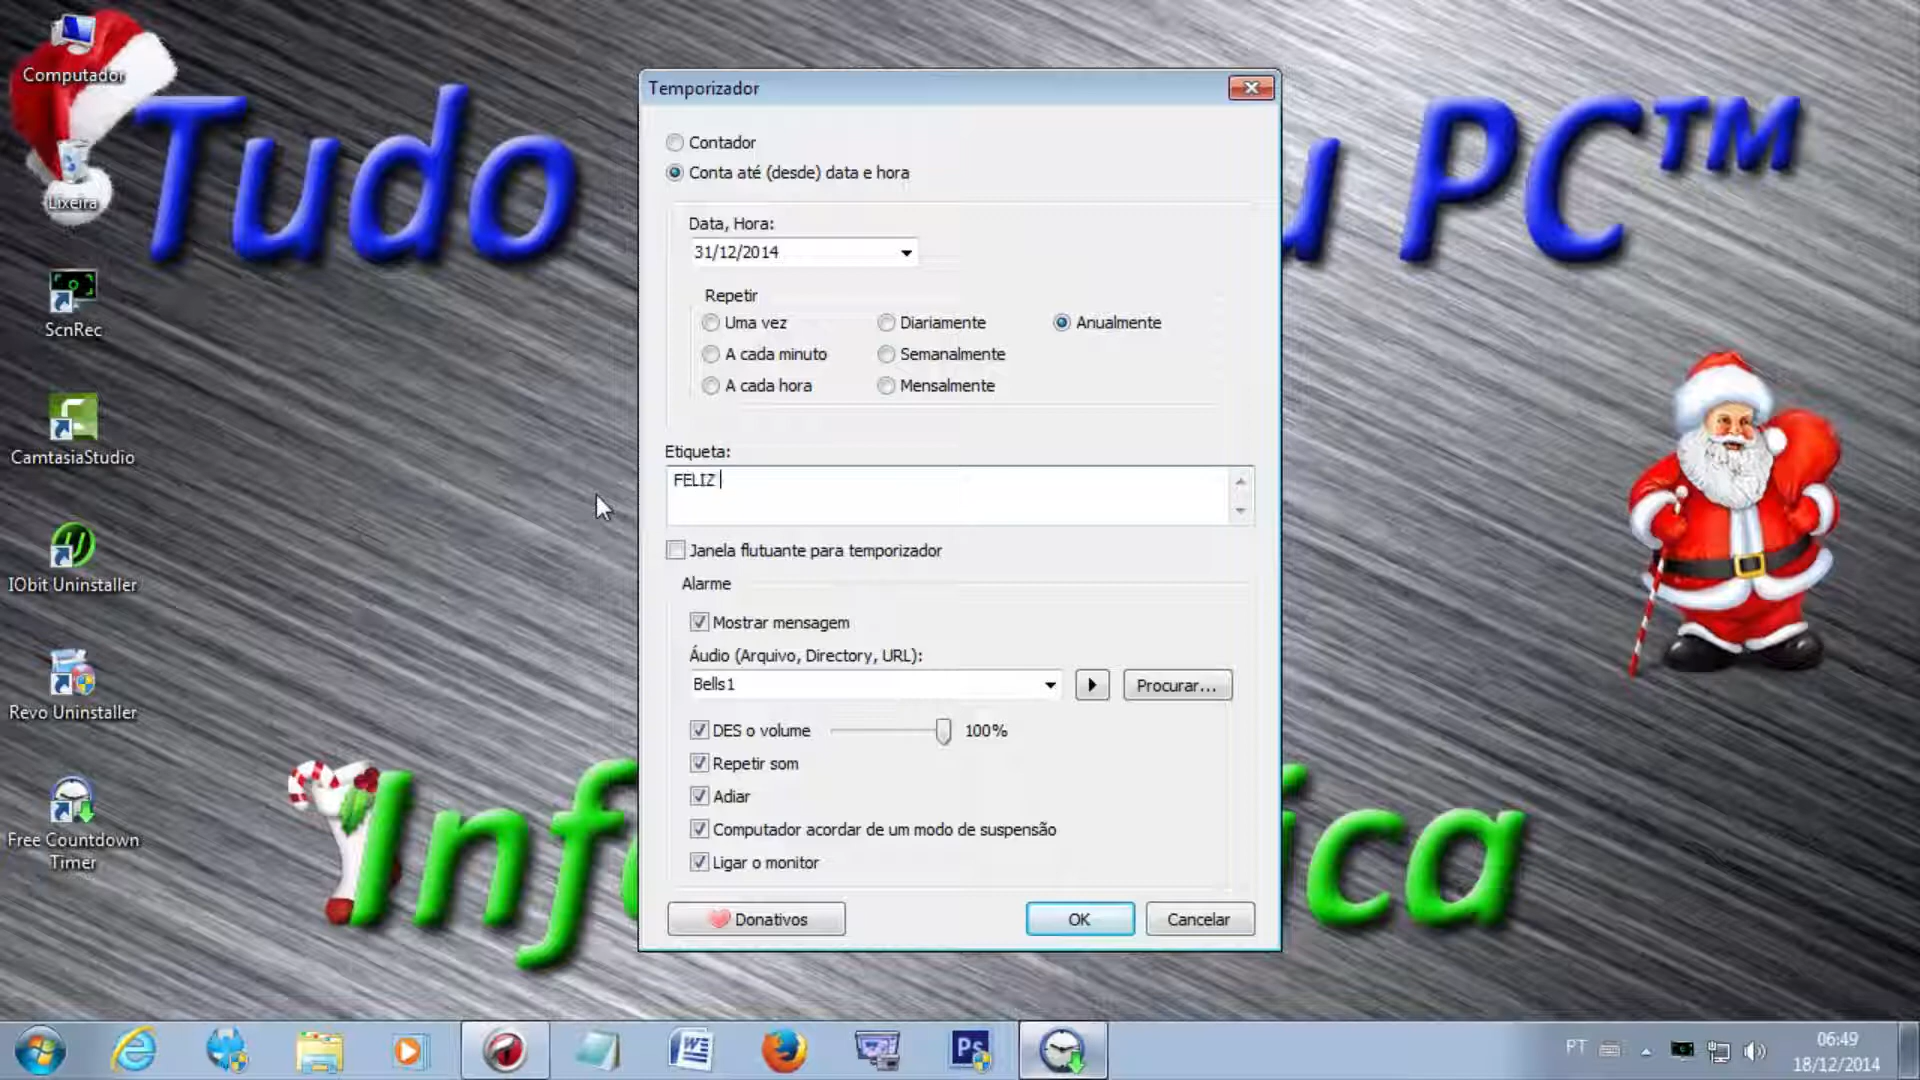 Computador
Lixeira
ScnRec
CamtasiaStudio
IObit Uninstaller
Revo Uninstaller
Free Countdown
Timer
Tudo
u PC™
Inf
ica
Temporizador
Contador
Conta até (desde) data e hora
Data, Hora:
31/12/2014
Repetir
Uma vez
Diariamente
Anualmente
A cada minuto
Semanalmente
A cada hora
Mensalmente
Etiqueta:
FELIZ
Janela flutuante para temporizador
Alarme
Mostrar mensagem
Áudio (Arquivo, Directory, URL):
Bells1
Procurar...
DES o volume
100%
Repetir som
Adiar
Computador acordar de um modo de suspensão
Ligar o monitor
Donativos
OK
Cancelar
W
Ps
PT
06:49
18/12/2014